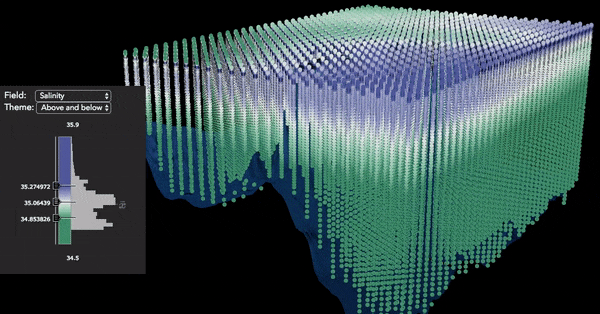 Field: Salinity
Theme: Above and below
35.9
35.274972
35.06439
34.853826
34.5